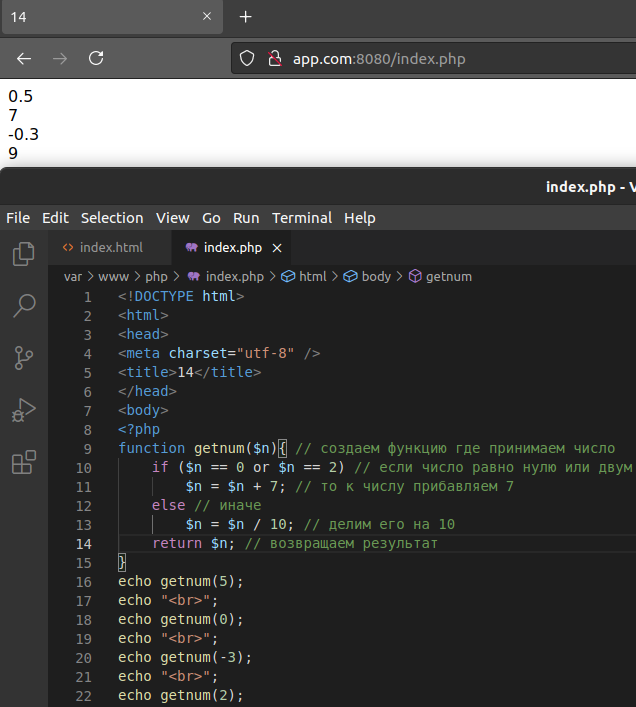 14
app.com:8080/index.php
0.5
7
-0.3
9
index.php - V
File Edit Selection View Go Run Terminal Help
index.html index.php
var > www > php > index.php > html > body > getnum
1 <!DOCTYPE html>
2 <html>
3 <head>
4 <meta charset="utf-8" />
5 <title>14</title>
6 </head>
7 <body>
8 <?php
9 function getnum($n){ // создаем функцию где принимаем число
10 if ($n == 0 or $n == 2) // если число равно нулю или двум
11 $n = $n + 7; // то к числу прибавляем 7
12 else // иначе
13 $n = $n / 10; // делим его на 10
14 return $n; // возвращаем результат
15 }
16 echo getnum(5);
17 echo "<br>";
18 echo getnum(0);
19 echo "<br>";
20 echo getnum(-3);
21 echo "<br>";
22 echo getnum(2);